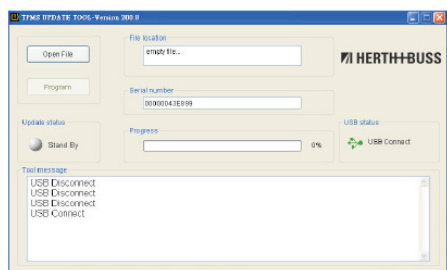 TPMS UPDATE TOOL-Version 200.0
Open File
Program
File location
empty file...
Serial number
00000043E899
HERTH+BUSS
Update status
Stand By
Progress
0%
USB status
USB Connect
Tool message
USB Disconnect
USB Disconnect
USB Disconnect
USB Connect